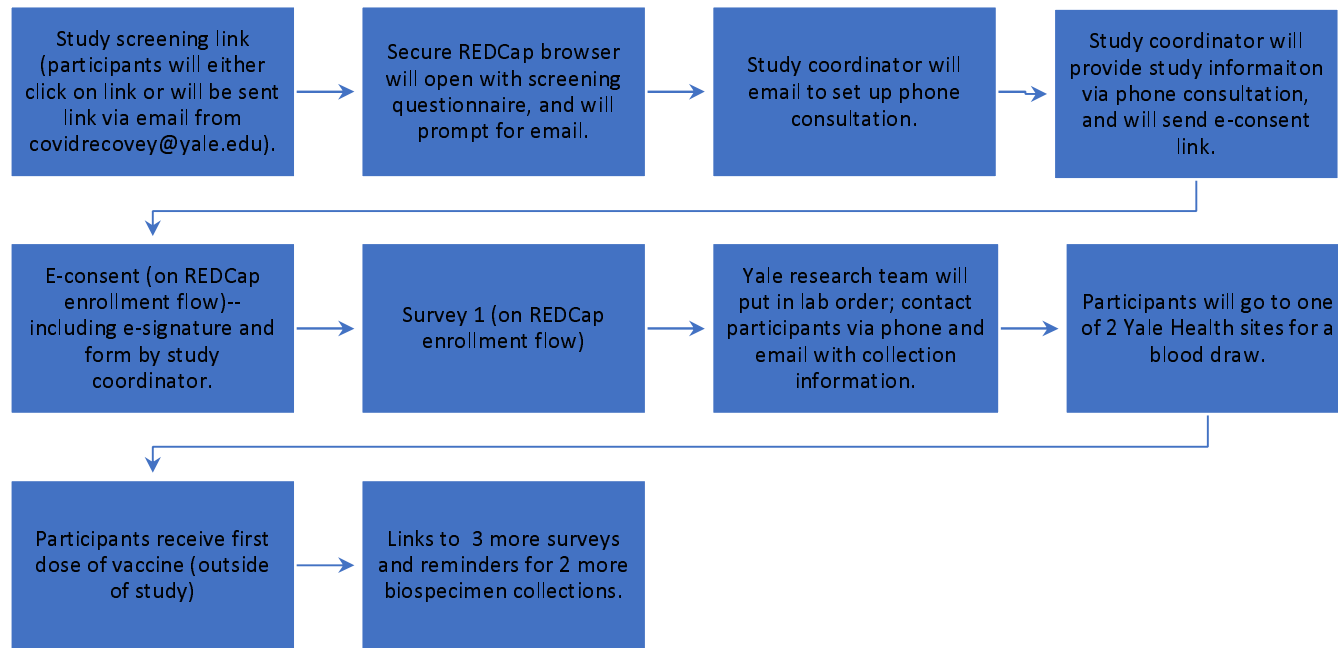 Study screening link
(participants will either
click on link or will be sent
link via email from
covidrecovey@yale.edu).
Secure REDCap browser
will open with screening
questionnaire, and will
prompt for email.
Study coordinator will
email to set up phone
consultation.
Study coordinator will
provide study informaiton
via phone consultation,
and will send e-consent
link.
E-consent (on REDCap
enrollment flow)--
including e-signature and
form by study
coordinator.
Survey 1 (on REDCap
enrollment flow)
Yale research team will
put in lab order; contact
participants via phone and
email with collection
information.
Participants will go to one
of 2 Yale Health sites for a
blood draw.
Participants receive first
dose of vaccine (outside
of study)
Links to 3 more surveys
and reminders for 2 more
biospecimen collections.